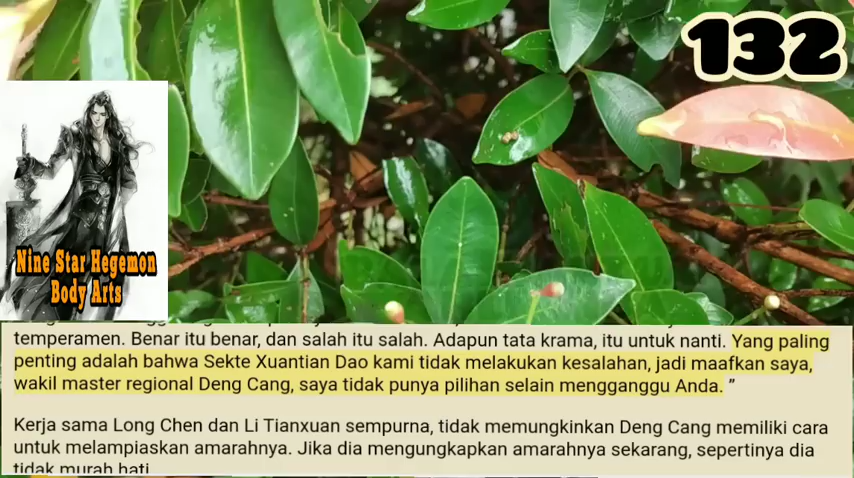 132
Nine Star Hegemon
Body Arts
temperamen. Benar itu benar, dan salah itu salah. Adapun tata krama, itu untuk nanti. Yang paling
penting adalah bahwa Sekte Xuantian Dao kami tidak melakukan kesalahan, jadi maafkan saya,
wakil master regional Deng Cang, saya tidak punya pilihan selain mengganggu Anda. ”
Kerja sama Long Chen dan Li Tianxuan sempurna, tidak memungkinkan Deng Cang memiliki cara
untuk melampiaskan amarahnya. Jika dia mengungkapkan amarahnya sekarang, sepertinya dia
tidak murah hati